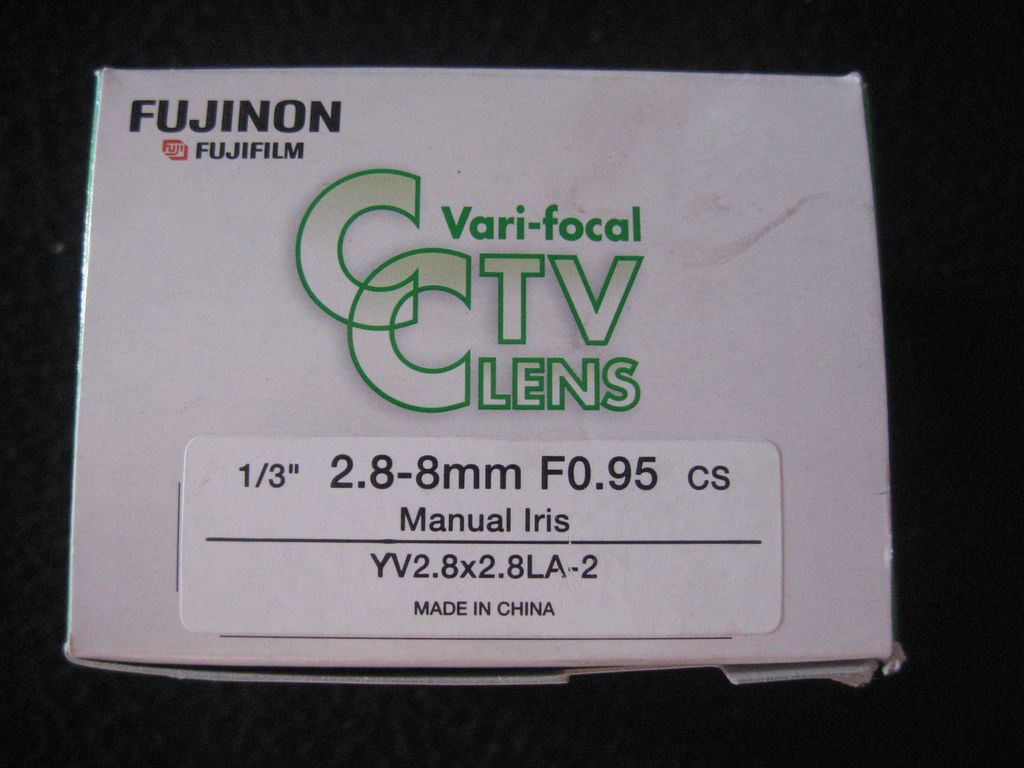 FUJINON
FUJI FUJIFILM
Vari-focal
CCTV
LENS
1/3" 2.8-8mm F0.95 CS
Manual Iris
YV2.8x2.8LA-2
MADE IN CHINA